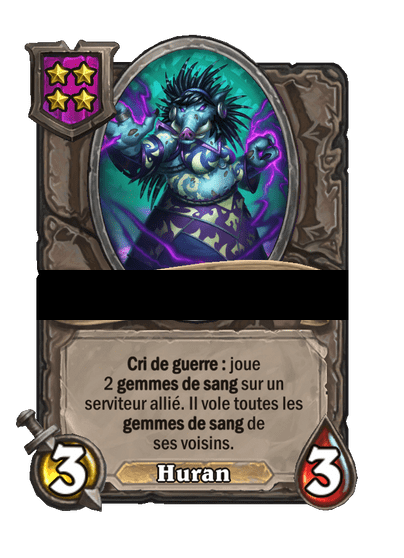 Cri de guerre : joue
2 gemmes de sang sur un
serviteur allié. Il vole toutes les
gemmes de sang de
ses voisins.
3
Huran
3